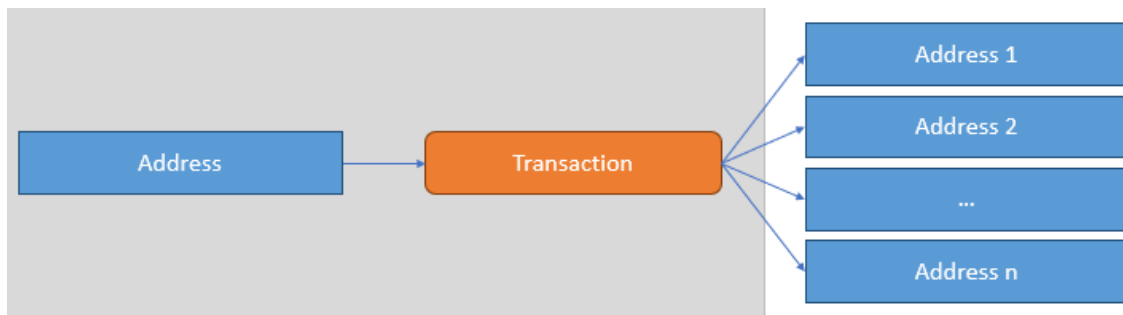 Address
Transaction
Address 1
Address 2
...
Address n